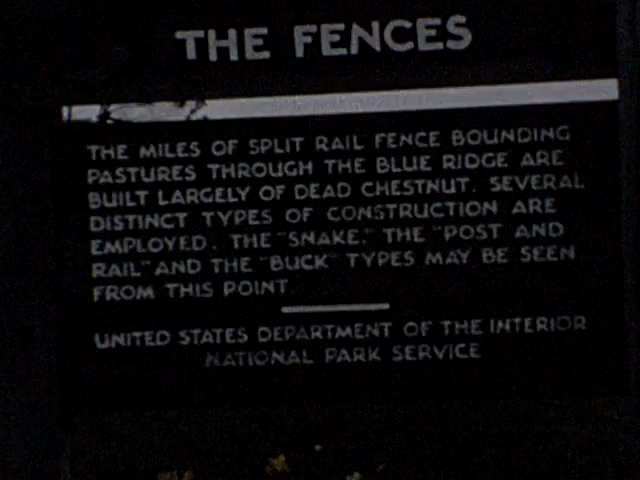 THE FENCES
THE MILES OF SPLIT RAIL FENCE BOUNDING
PASTURES THROUGH THE BLUE RIDGE ARE
BUILT LARGELY OF DEAD CHESTNUT. SEVERAL
DISTINCT TYPES OF CONSTRUCTION ARE
EMPLOYED. THE "SNAKE," THE "POST AND
RAIL" AND THE "BUCK" TYPES MAY BE SEEN
FROM THIS POINT.
UNITED STATES DEPARTMENT OF THE INTERIOR
NATIONAL PARK SERVICE